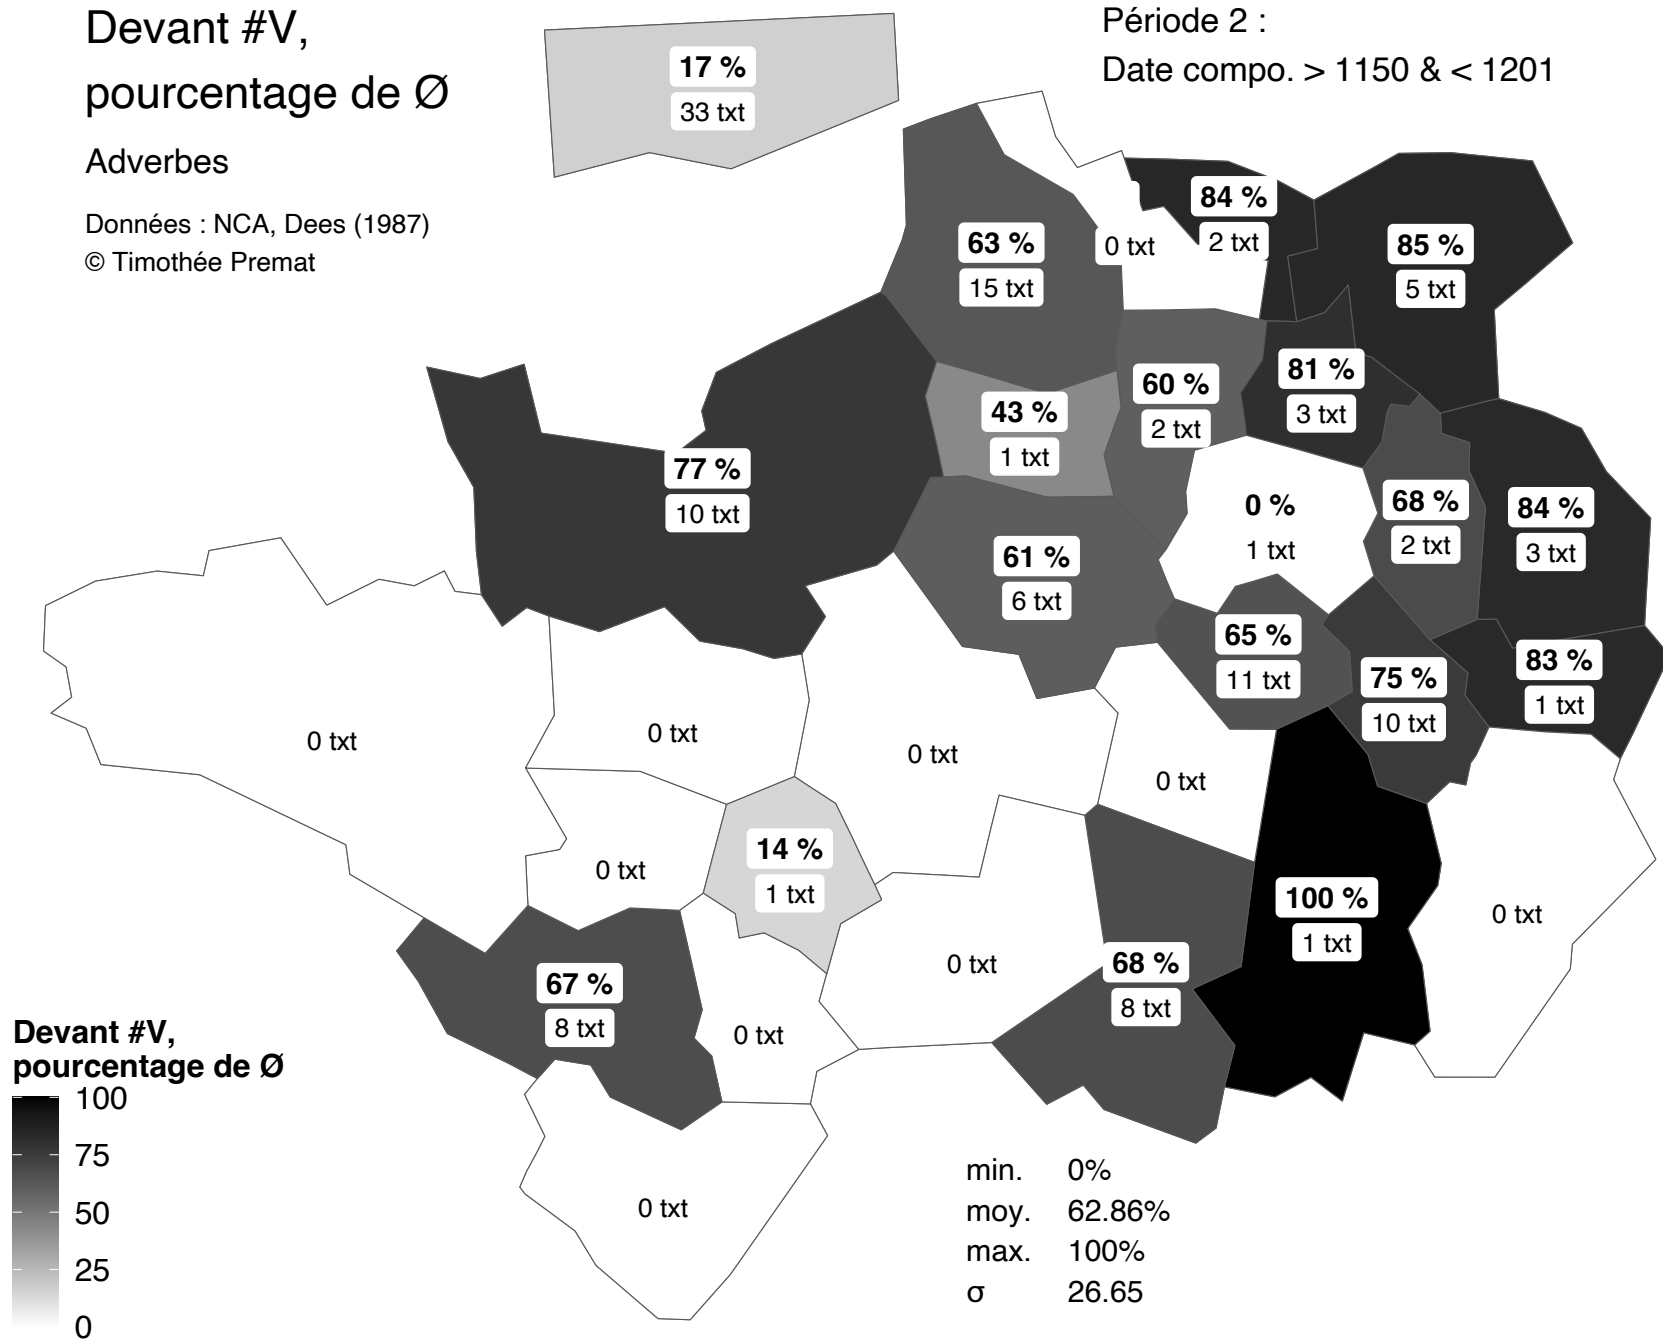 Devant #V,
pourcentage de Ø
Adverbes
Données : NCA, Dees (1987)
© Timothée Premat
Période 2 :
Date compo. > 1150 & < 1201
17 %
33 txt
84 %
2 txt
63 %
15 txt
0 txt
85 %
5 txt
81 %
3 txt
60 %
2 txt
43 %
1 txt
77 %
10 txt
0 %
1 txt
68 %
2 txt
84 %
3 txt
61 %
6 txt
65 %
11 txt
75 %
10 txt
83 %
1 txt
0 txt
0 txt
0 txt
0 txt
0 txt
14 %
1 txt
100 %
1 txt
0 txt
67 %
8 txt
0 txt
0 txt
68 %
8 txt
0 txt
Devant #V,
pourcentage de Ø
100
75
50
25
0
min. 0%
moy. 62.86%
max. 100%
σ 26.65